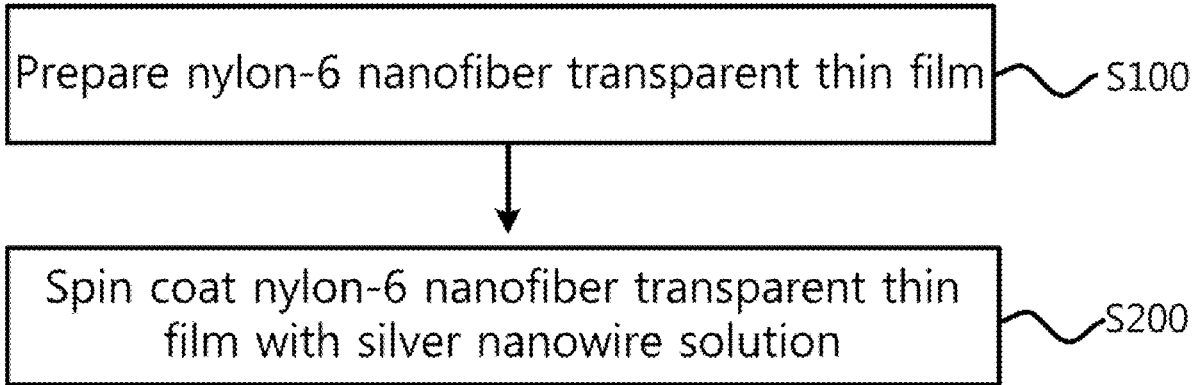 Prepare nylon-6 nanofiber transparent thin film
S100
Spin coat nylon-6 nanofiber transparent thin
film with silver nanowire solution
S200